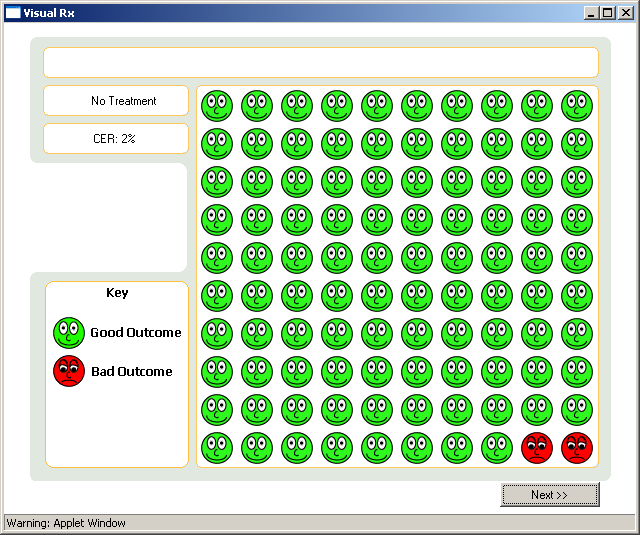 Visual Rx
No Treatment
CER: 2%
Key
Good Outcome
Bad Outcome
Next >>
Warning: Applet Window